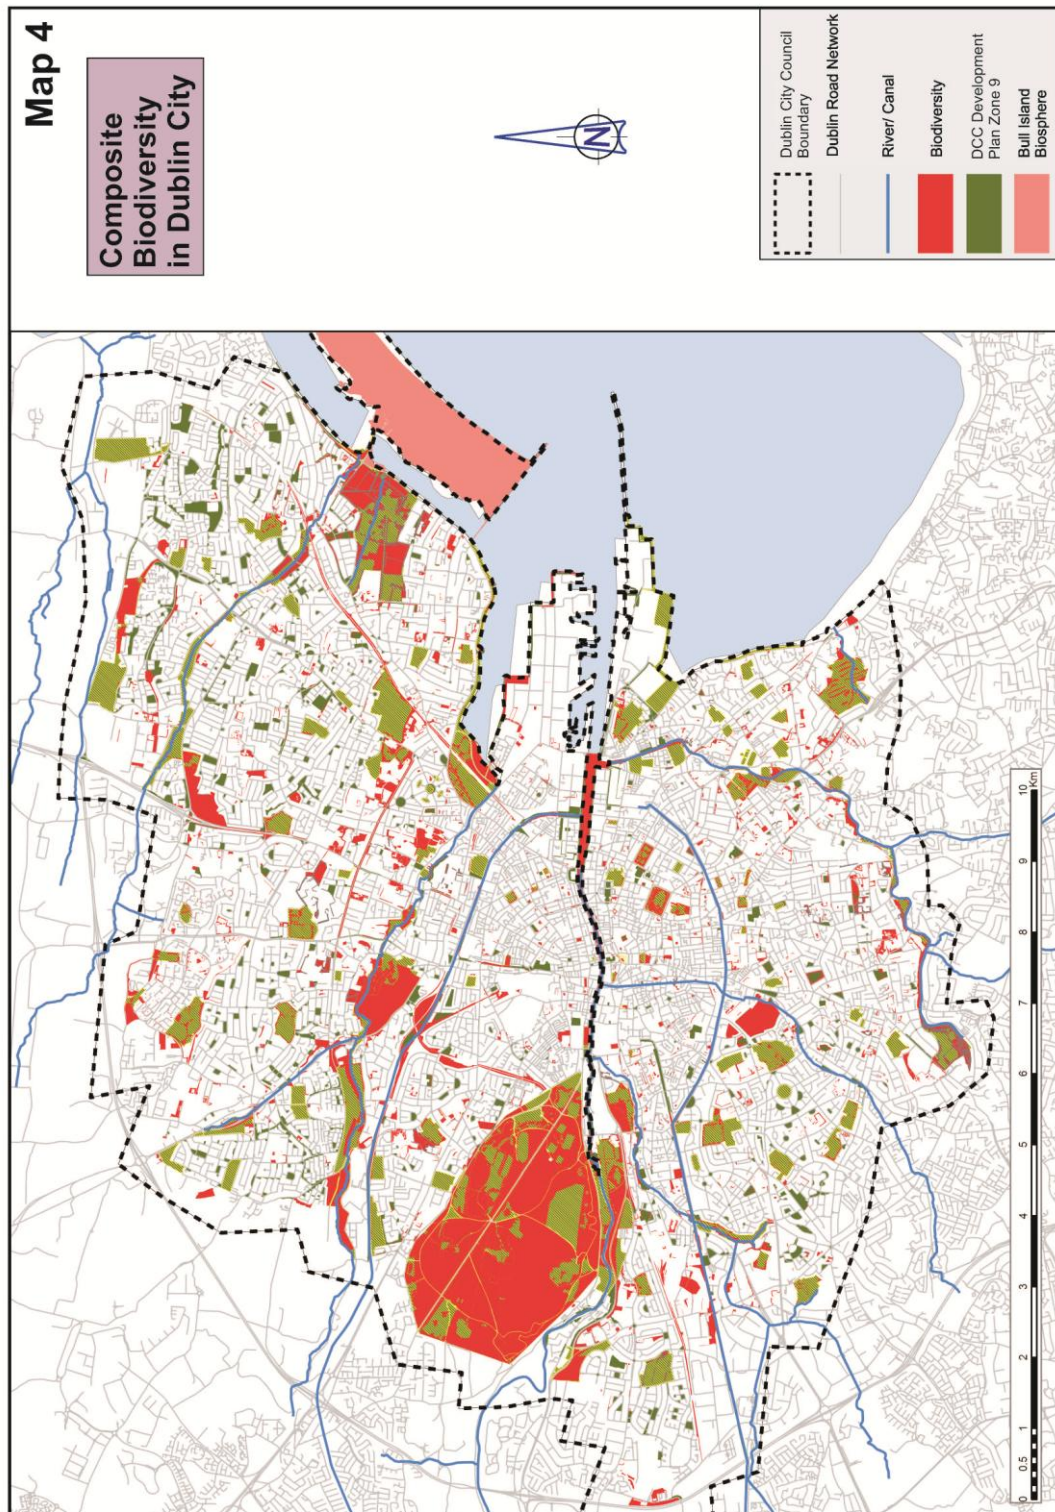 Map 4
Composite
Biodiversity
in Dublin City
N
Dublin City Council
Boundary
Dublin Road Network
River/ Canal
Biodiversity
DCC Development
Plan Zone 9
Bull Island
Biosphere
0 0.5 1 2 3 4 5 6 7 8 9 10
Km